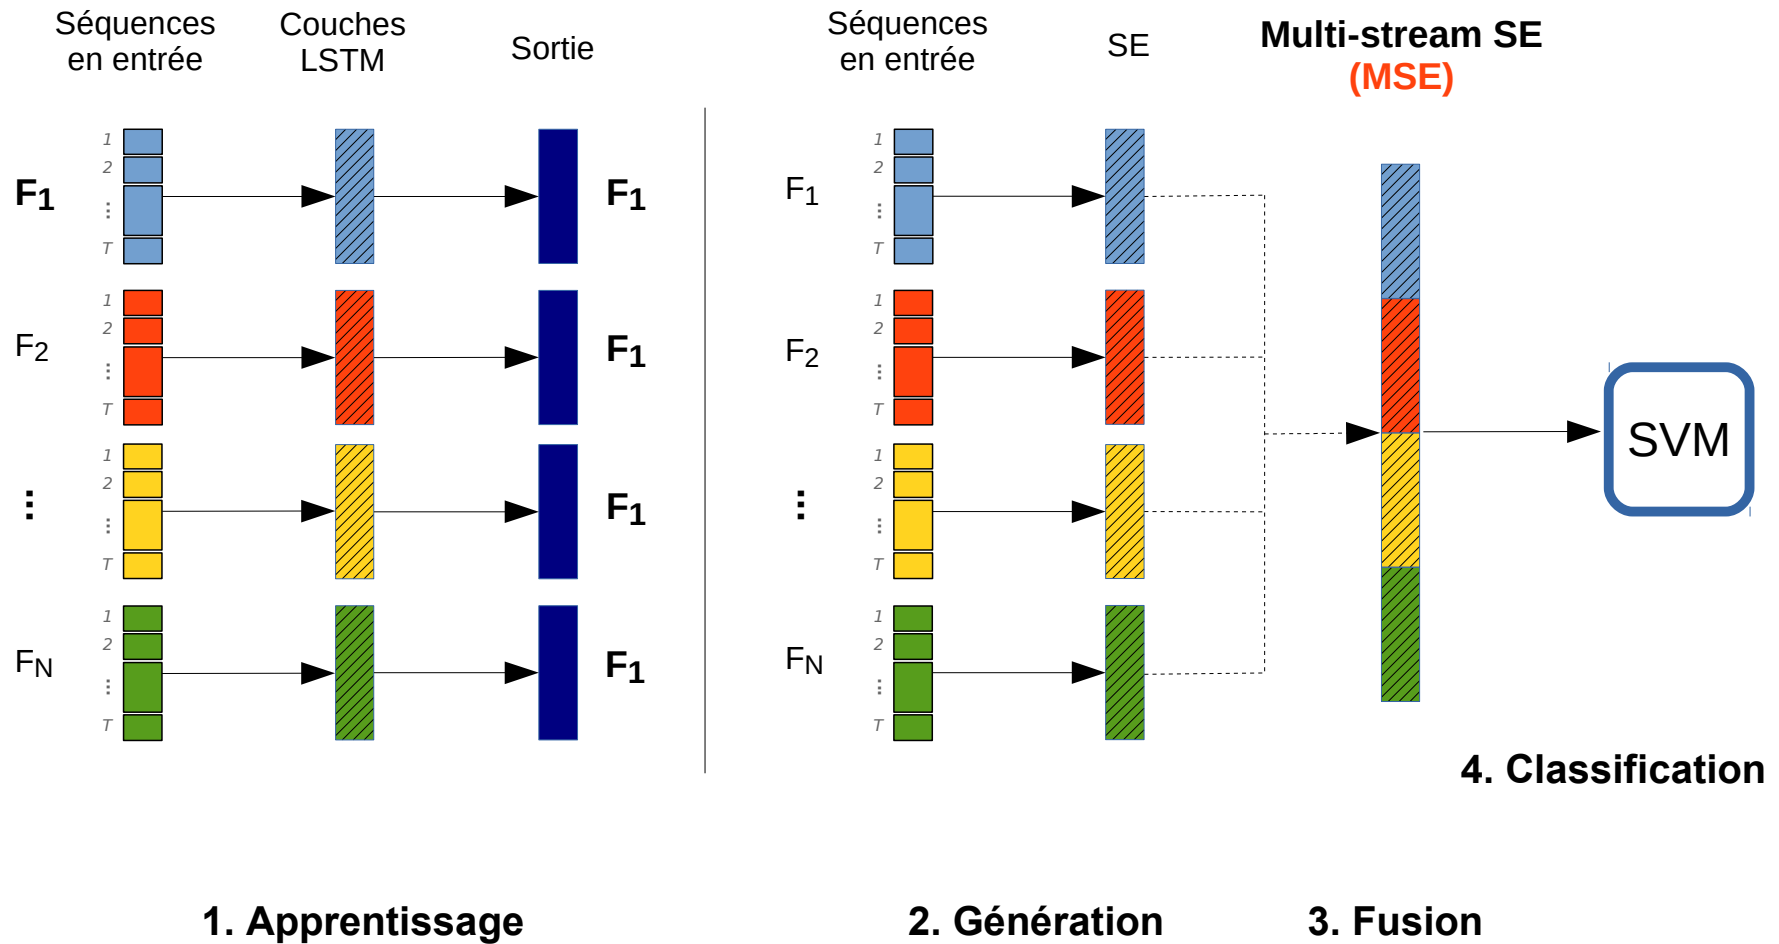 Séquences
en entrée
Couches
LSTM
Sortie
Séquences
en entrée
SE
Multi-stream SE
(MSE)
F1
1
2
...
T
F1
F2
1
2
...
T
F1
...
1
2
...
T
F1
FN
1
2
...
T
F1
F1
1
2
...
T
F2
1
2
...
T
...
1
2
...
T
FN
1
2
...
T
SVM
4. Classification
1. Apprentissage
2. Génération
3. Fusion